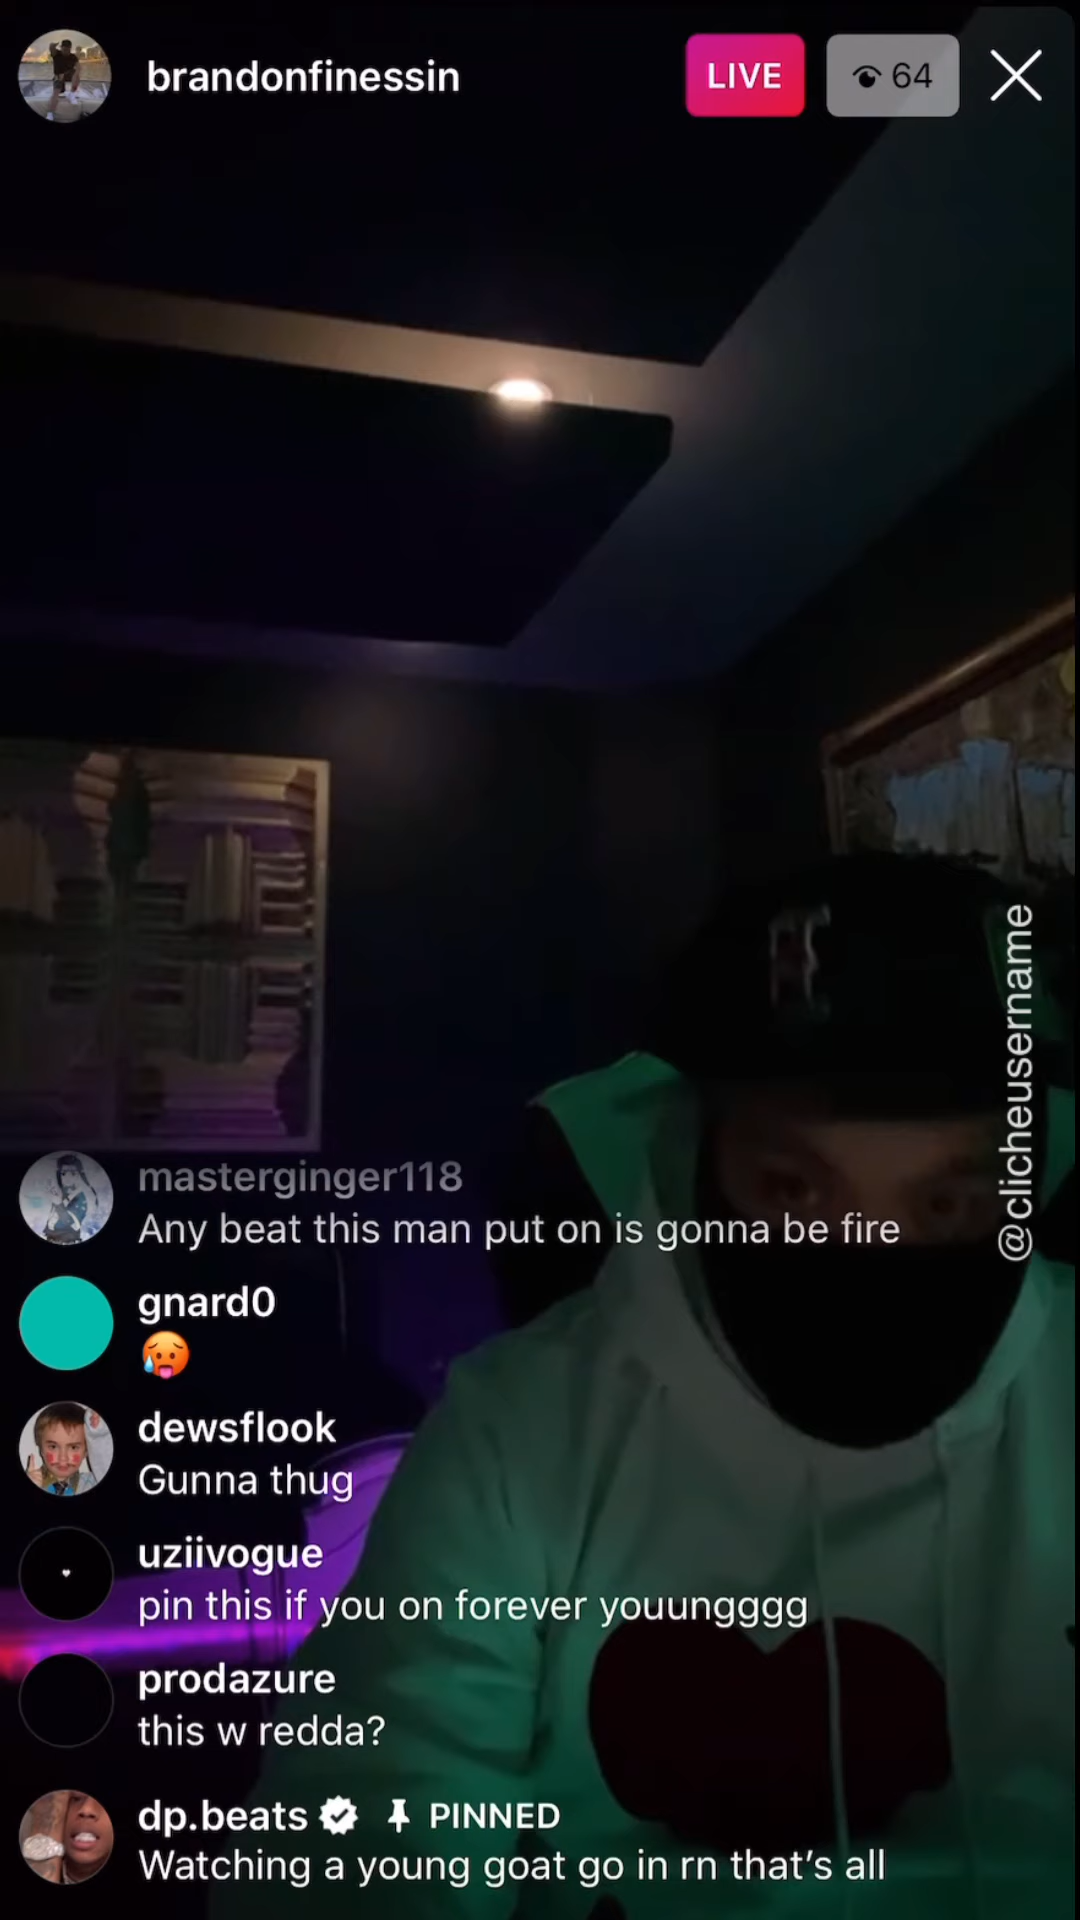 brandonfinessin
LIVE
64
@clicheusername
masterginger118
Any beat this man put on is gonna be fire
gnard0
🥵
dewsflook
Gunna thug
uziivogue
pin this if you on forever youungggg
prodazure
this w redda?
dp.beats PINNED
Watching a young goat go in rn that’s all